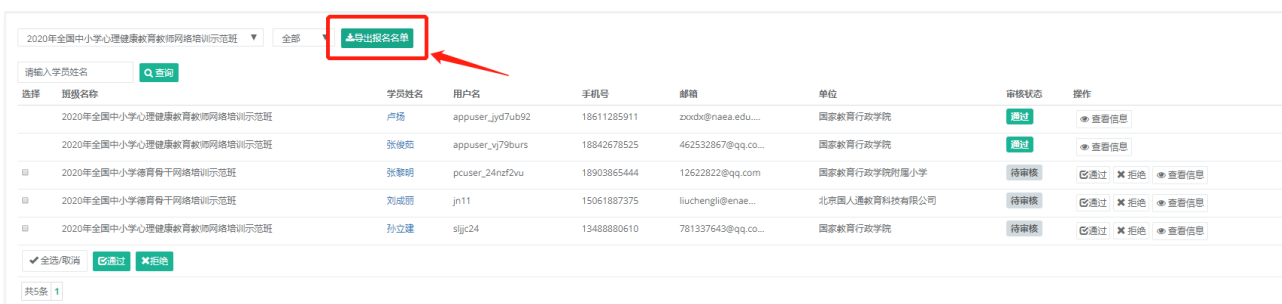 2020年全国中小学心理健康教育教师网络培训示范班 ▼ 全部 ▼ 导出报名名单
请输入学员姓名 查询
选择 班级名称 学员姓名 用户名 手机号 邮箱 单位 审核状态 操作
2020年全国中小学心理健康教育教师网络培训示范班 卢扬 appuser_jyd7ub92 18611285911 zxxdx@naea.edu.... 国家教育行政学院 通过 查看信息
2020年全国中小学心理健康教育教师网络培训示范班 张俊茹 appuser_vj79burs 18842678525 462532867@qq.co... 国家教育行政学院 通过 查看信息
2020年全国中小学德育骨干网络培训示范班 张黎明 pcuser_24nzf2vu 18903865444 12622822@qq.com 国家教育行政学院附属小学 待审核 通过 拒绝 查看信息
2020年全国中小学德育骨干网络培训示范班 刘成丽 jn11 15061887375 liuchengli@enae... 北京国人通教育科技有限公司 待审核 通过 拒绝 查看信息
2020年全国中小学心理健康教育教师网络培训示范班 孙立建 sljjc24 13488880610 781337643@qq.co... 国家教育行政学院 待审核 通过 拒绝 查看信息
全选/取消 通过 拒绝
共5条 1